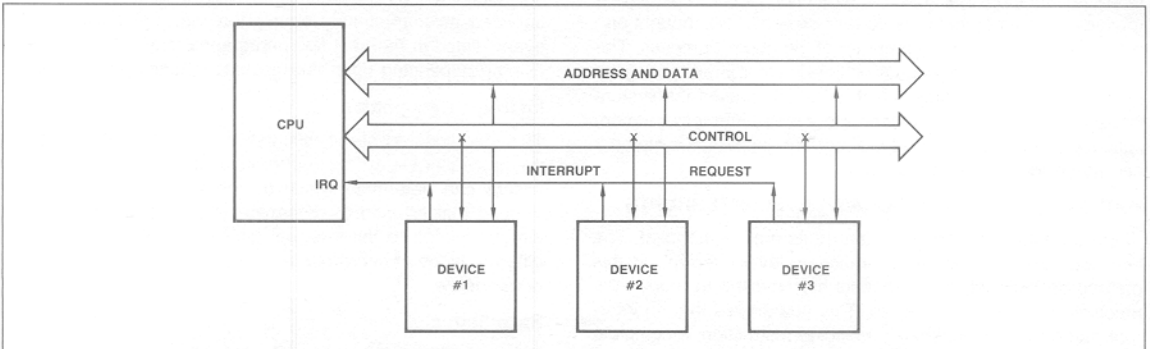 ADDRESS AND DATA
CPU
CONTROL
INTERRUPT REQUEST
IRQ
DEVICE
#1
DEVICE
#2
DEVICE
#3